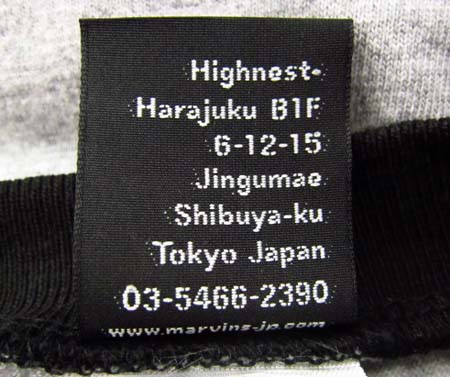 Highnest-
Harajuku B1F
6-12-15
Jingumae
Shibuya-ku
Tokyo Japan
03-5466-2390
www.marvins-jp.com